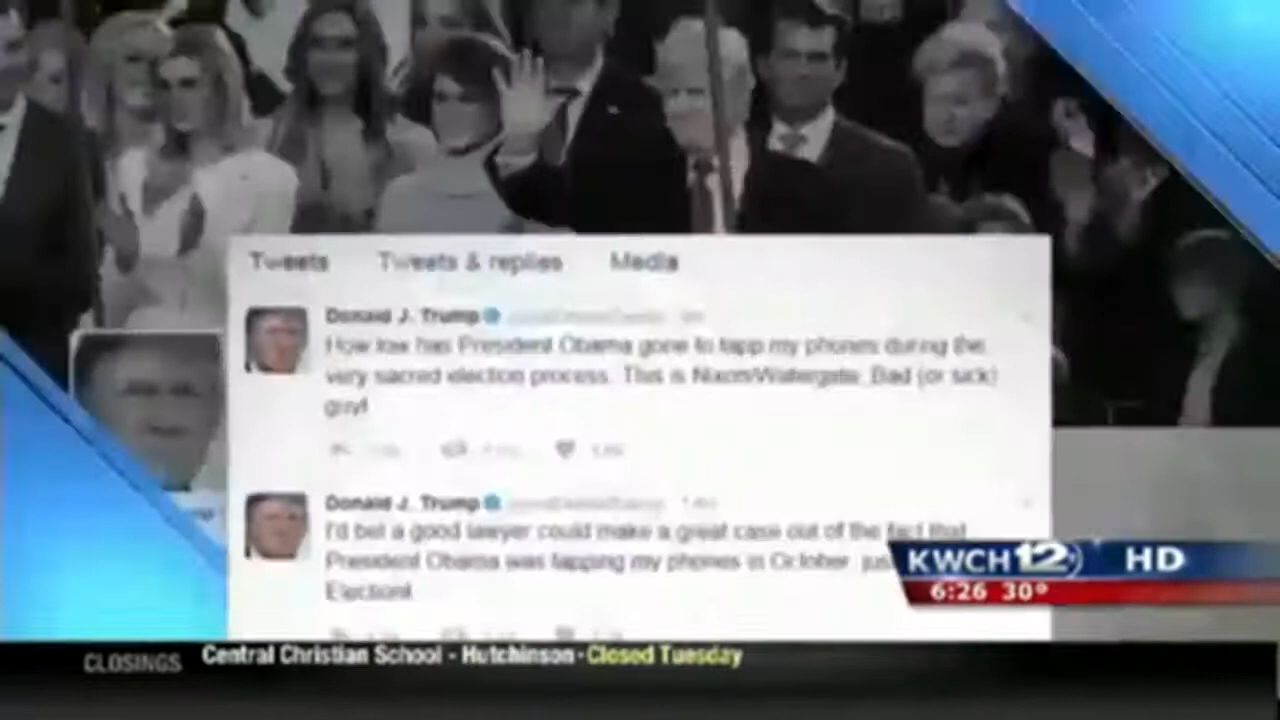 Tweets Tweets & replies Media
Donald J. Trump
How low has President Obama gone to tapp my phones during the
very sacred election process. This is Nixon/Watergate. Bad (or sick)
guy!
Donald J. Trump
I'd bet a good lawyer could make a great case out of the fact that
President Obama was tapping my phones in October, jus
Election!
KWCH 12 HD
6:26 30°
CLOSINGS Central Christian School - Hutchinson - Closed Tuesday